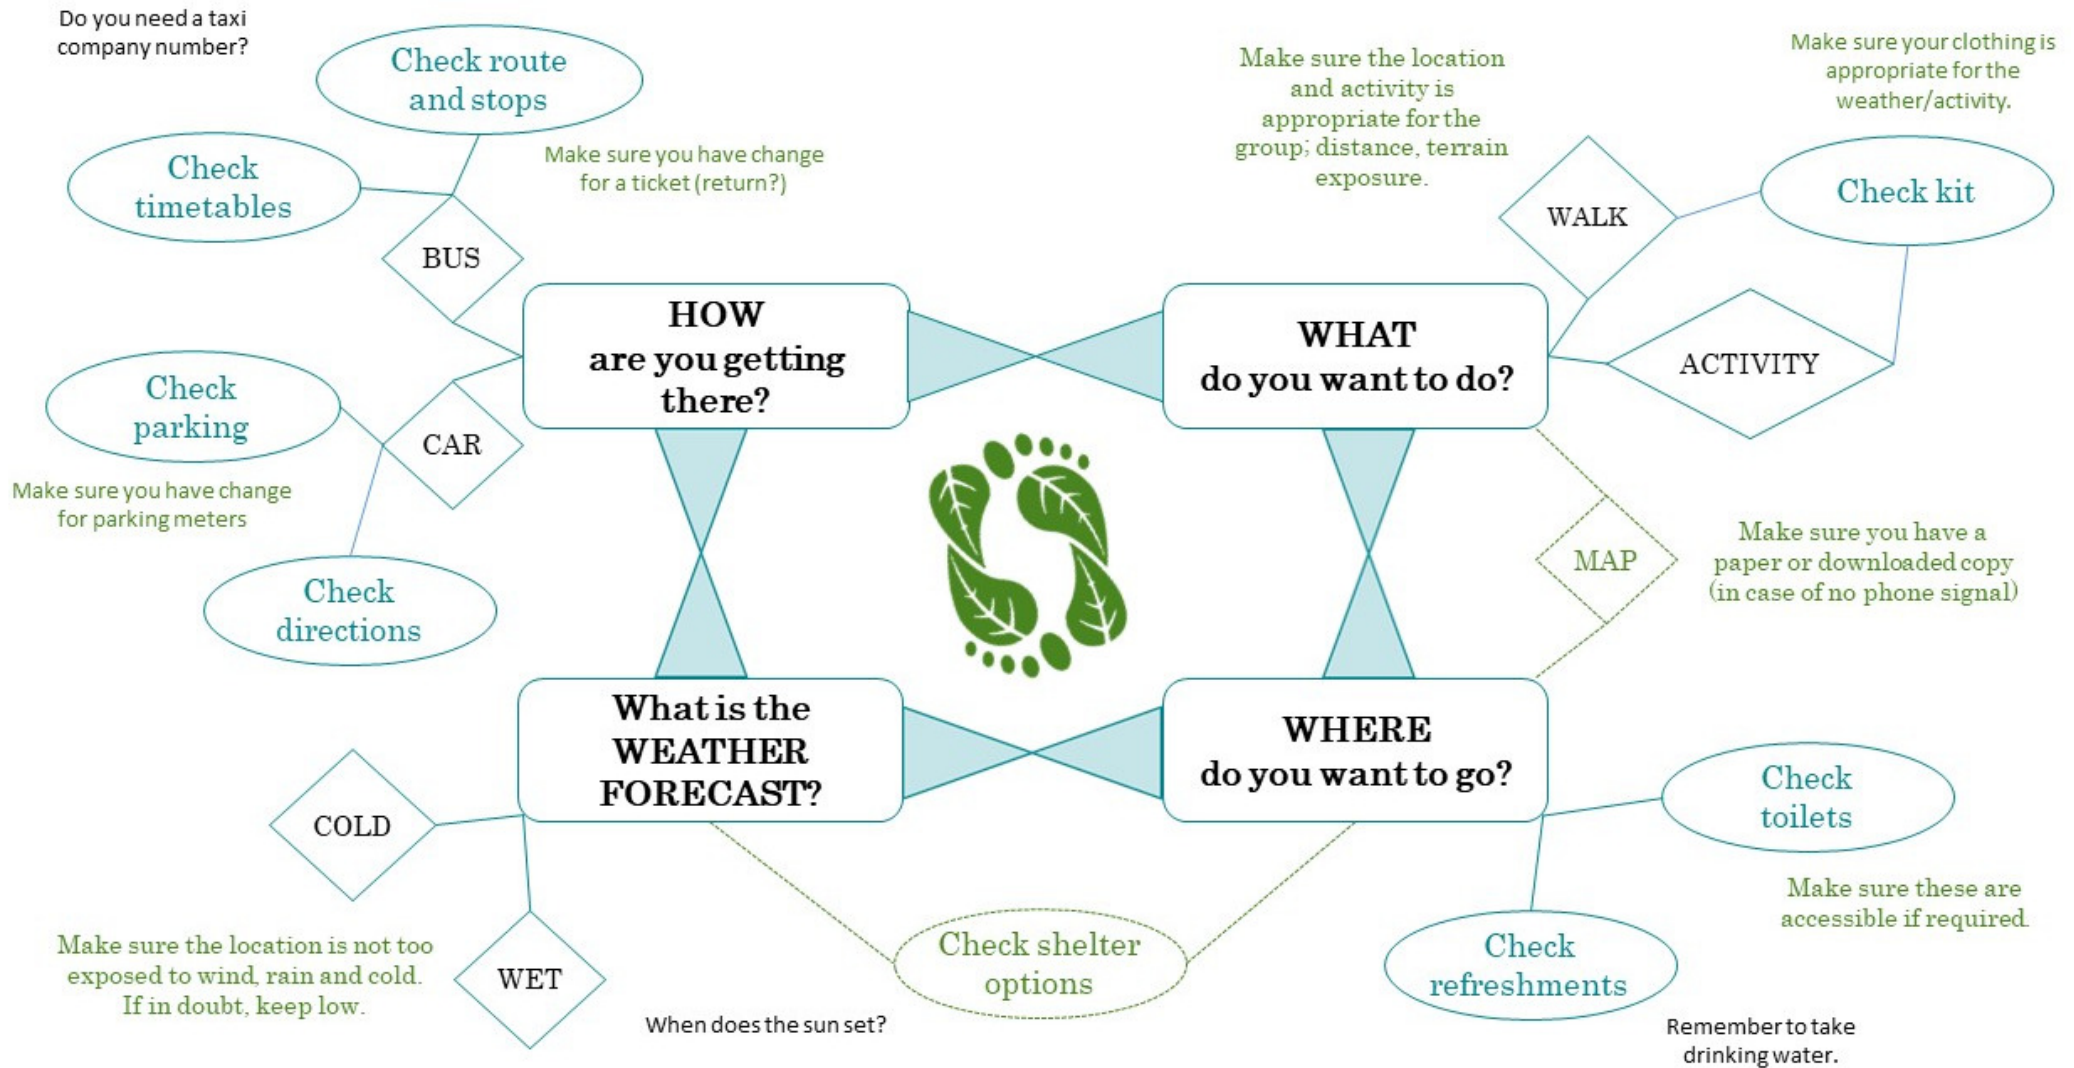 Do you need a taxi
company number?
Check route
and stops
Make sure you have change
for a ticket (return?)
Check
timetables
BUS
HOW
are you getting
there?
Check
parking
CAR
Make sure you have change
for parking meters
Check
directions
Make sure the location
and activity is
appropriate for the
group; distance, terrain
exposure.
Make sure your clothing is
appropriate for the
weather/activity.
WALK
Check kit
WHAT
do you want to do?
ACTIVITY
MAP
Make sure you have a
paper or downloaded copy
(in case of no phone signal)
What is the
WEATHER
FORECAST?
COLD
Make sure the location is not too
exposed to wind, rain and cold.
If in doubt, keep low.
WET
When does the sun set?
Check shelter
options
WHERE
do you want to go?
Check
toilets
Make sure these are
accessible if required.
Check
refreshments
Remember to take
drinking water.